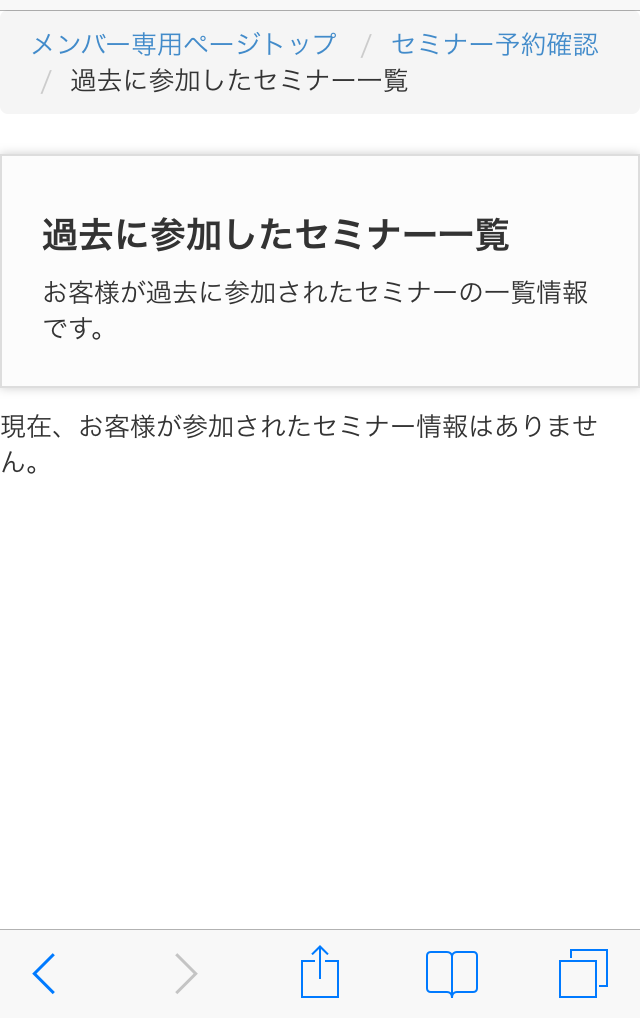 メンバー専用ページトップ / セミナー予約確認
/ 過去に参加したセミナー一覧
過去に参加したセミナー一覧
お客様が過去に参加されたセミナーの一覧情報
です。
現在、お客様が参加されたセミナー情報はありませ
ん。